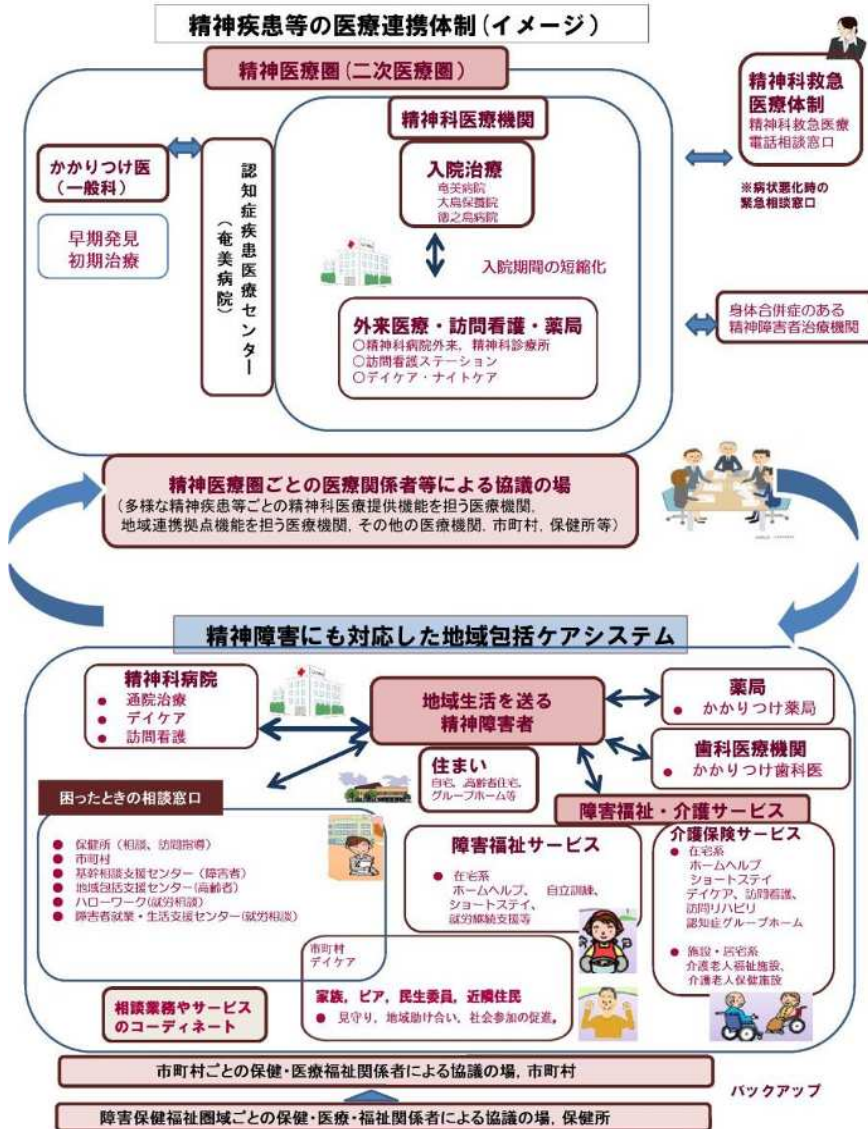 精神疾患等の医療連携体制(イメージ)
精神医療圏(二次医療圏)
精神科医療機関
精神科救急
医療体制
精神科救急医療
電話相談窓口
※病状悪化時の
緊急相談窓口
かかりつけ医
(一般科)
早期発見
初期治療
認知症疾患医療センター
(奄美病院)
入院治療
奄美病院
大島保養院
徳之島病院
入院期間の短縮化
外来医療・訪問看護・薬局
○精神科病院外来,精神科診療所
○訪問看護ステーション
○デイケア・ナイトケア
身体合併症のある
精神障害者治療機関
精神医療圏ごとの医療関係者等による協議の場
(多様な精神疾患等ごとの精神科医療提供機能を担う医療機関,
地域連携拠点機能を担う医療機関,その他の医療機関,市町村,保健所等)
精神障害にも対応した地域包括ケアシステム
精神科病院
● 通院治療
● デイケア
● 訪問看護
地域生活を送る
精神障害者
薬局
● かかりつけ薬局
歯科医療機関
● かかりつけ歯科医
住まい
自宅、高齢者住宅、
グループホーム等
困ったときの相談窓口
● 保健所(相談、訪問指導)
● 市町村
● 基幹相談支援センター(障害者)
● 地域包括支援センター(高齢者)
● ハローワーク(就労相談)
● 障害者就業・生活支援センター(就労相談)
障害福祉・介護サービス
障害福祉サービス
● 在宅系
ホームヘルプ、 自立訓練、
ショートステイ、
就労継続支援等
介護保険サービス
● 在宅系
ホームヘルプ
ショートステイ
デイケア、訪問看護、
訪問リハビリ
認知症グループホーム
● 施設・居宅系
介護老人福祉施設、
介護老人保健施設
市町村
デイケア
家族,ピア,民生委員,近隣住民
● 見守り、地域助け合い、社会参加の促進。
相談業務やサービス
のコーディネート
市町村ごとの保健・医療福祉関係者による協議の場,市町村
バックアップ
障害保健福祉圏域ごとの保健・医療・福祉関係者による協議の場,保健所